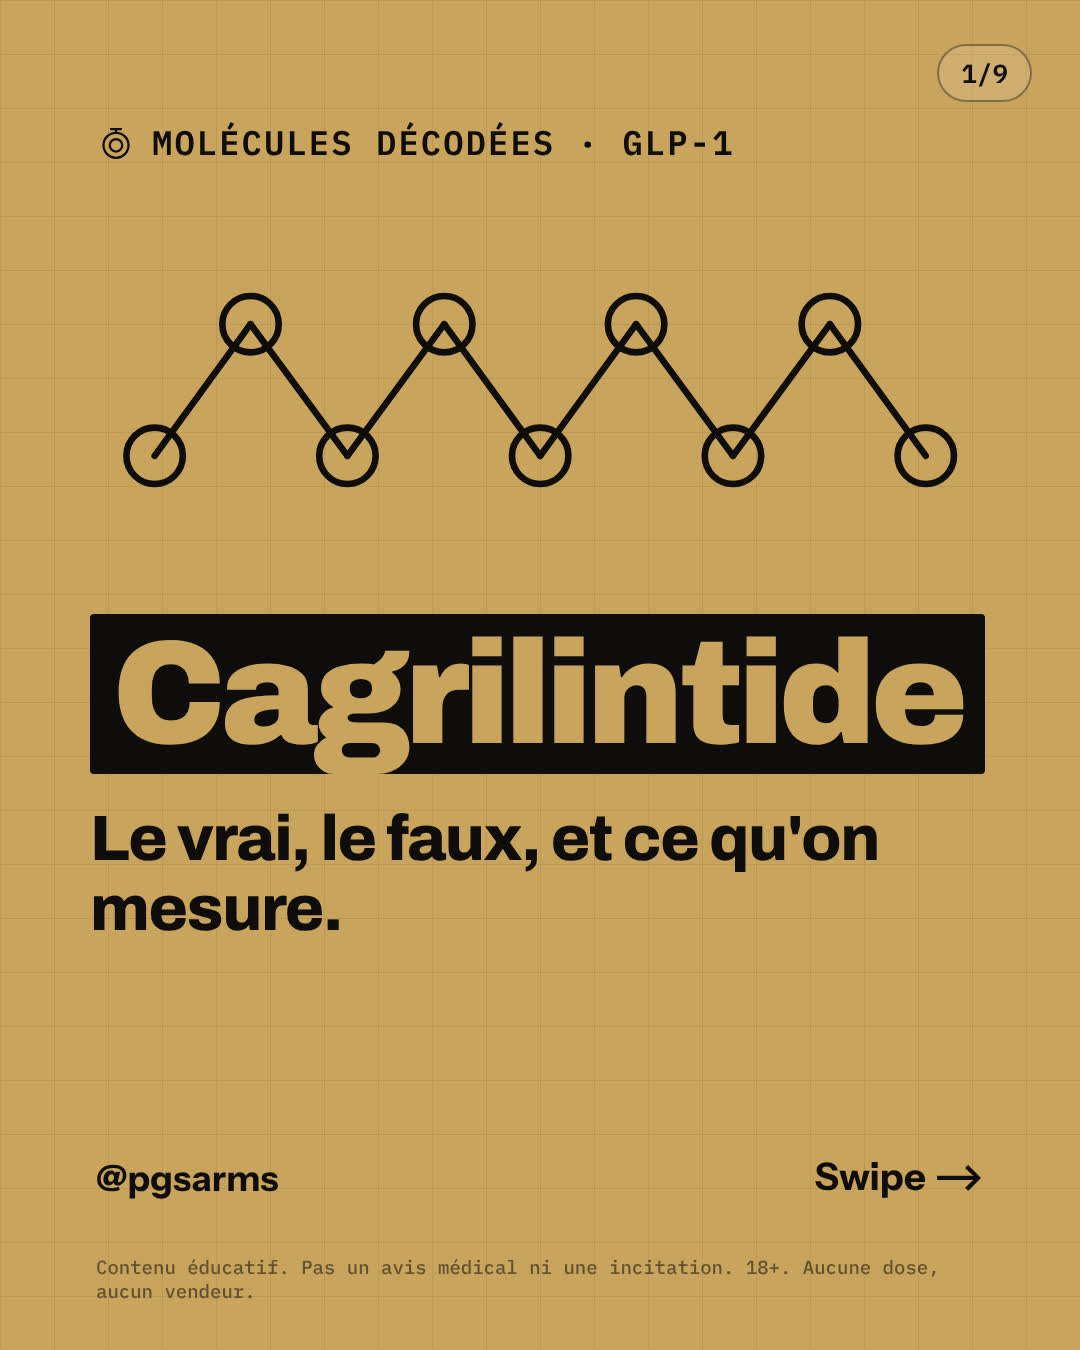 1/9
MOLÉCULES DÉCODÉES · GLP-1
Cagrilintide
Le vrai, le faux, et ce qu'on
mesure.
@pgsarms
Swipe →
Contenu éducatif. Pas un avis médical ni une incitation. 18+. Aucune dose,
aucun vendeur.